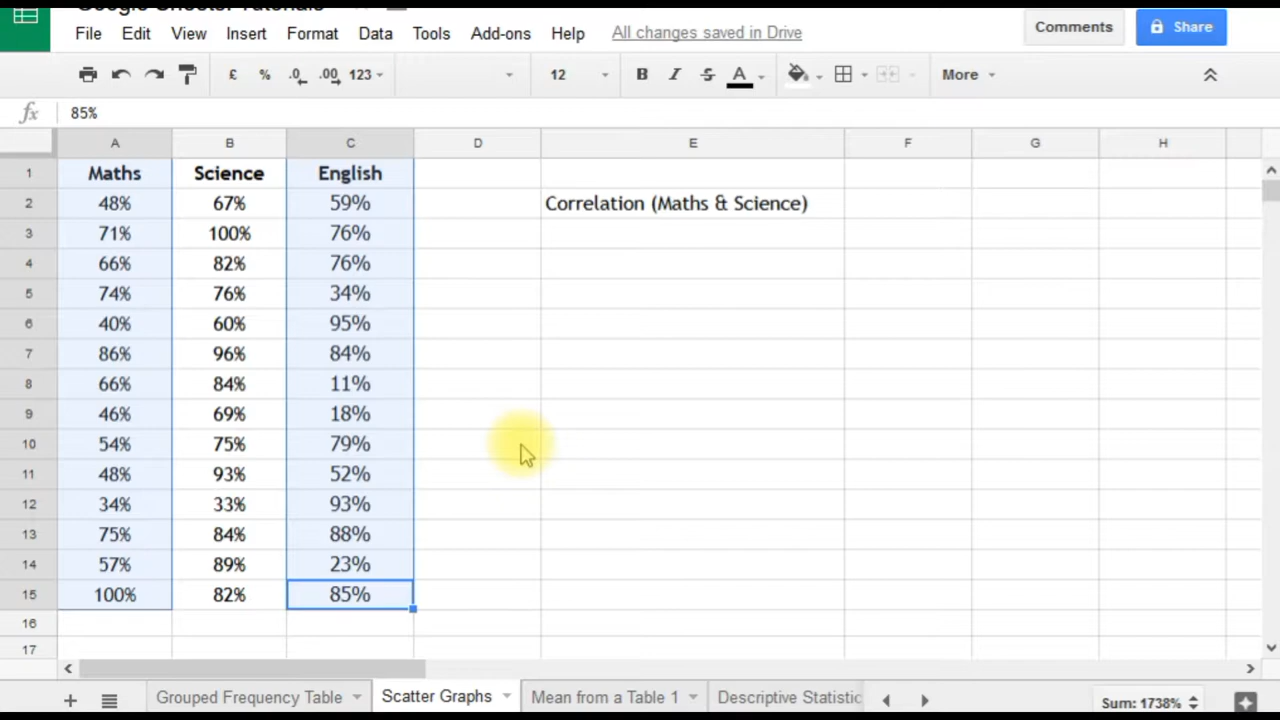 Google Sheets: Tutorials
File Edit View Insert Format Data Tools Add-ons Help All changes saved in Drive Comments Share
£ % .0 .00 123 12 B I S A More
fx 85%
A B C D E F G H
1 Maths Science English
2 48% 67% 59% Correlation (Maths & Science)
3 71% 100% 76%
4 66% 82% 76%
5 74% 76% 34%
6 40% 60% 95%
7 86% 96% 84%
8 66% 84% 11%
9 46% 69% 18%
10 54% 75% 79%
11 48% 93% 52%
12 34% 33% 93%
13 75% 84% 88%
14 57% 89% 23%
15 100% 82% 85%
16
17
Grouped Frequency Table Scatter Graphs Mean from a Table 1 Descriptive Statistic Sum: 1738%